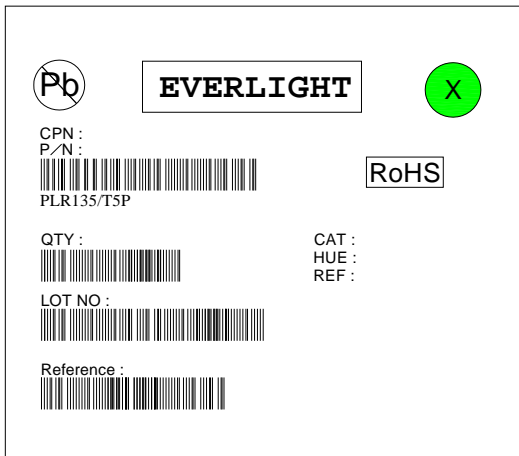 Pb
EVERLIGHT
X
CPN :
P/N :
RoHS
PLR135/T5P
QTY :
CAT :
HUE :
REF :
LOT NO :
Reference :